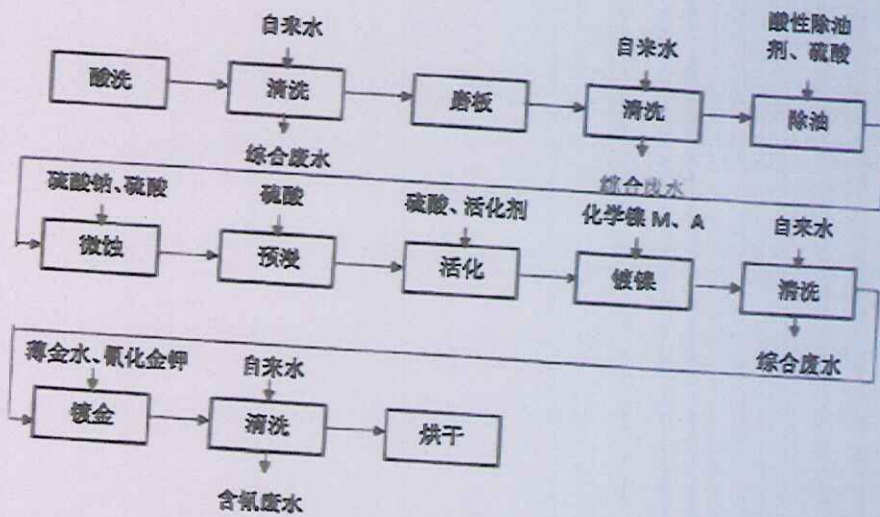 自来水
自来水
酸性除油
剂、硫酸
酸洗
清洗
磨板
清洗
除油
综合废水
综合废水
硫酸钠、硫酸
硫酸
硫酸、活化剂
化学镍 M、A
自来水
微蚀
预浸
活化
镀镍
清洗
综合废水
薄金水、氰化金钾
自来水
镀金
清洗
烘干
含氰废水